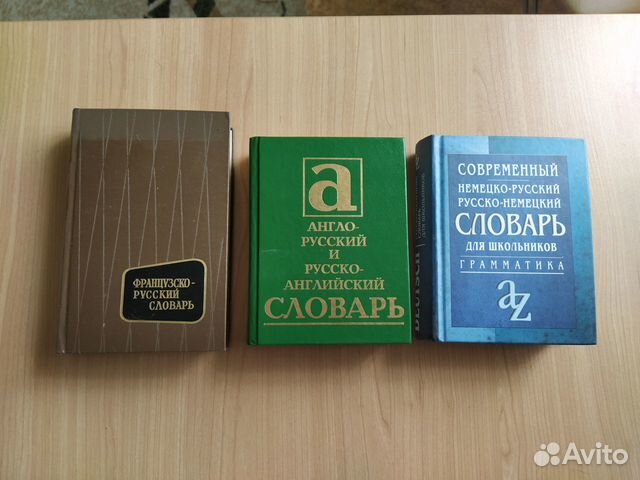 ФРАНЦУЗСКО-
РУССКИЙ
СЛОВАРЬ
а
АНГЛО-
РУССКИЙ И
РУССКО-
АНГЛИЙСКИЙ
СЛОВАРЬ
DEUTSCH
СОВРЕМЕННЫЙ
НЕМЕЦКО-РУССКИЙ
РУССКО-НЕМЕЦКИЙ
СЛОВАРЬ
ДЛЯ ШКОЛЬНИКОВ
ГРАММАТИКА
aZ
Avito